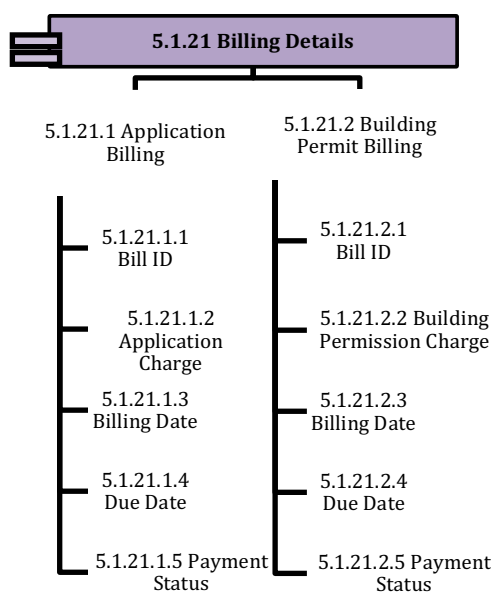 5.1.21 Billing Details
5.1.21.1 Application
Billing
5.1.21.1.1
Bill ID
5.1.21.1.2
Application
Charge
5.1.21.1.3
Billing Date
5.1.21.1.4
Due Date
5.1.21.1.5 Payment
Status
5.1.21.2 Building
Permit Billing
5.1.21.2.1
Bill ID
5.1.21.2.2 Building
Permission Charge
5.1.21.2.3
Billing Date
5.1.21.2.4
Due Date
5.1.21.2.5 Payment
Status